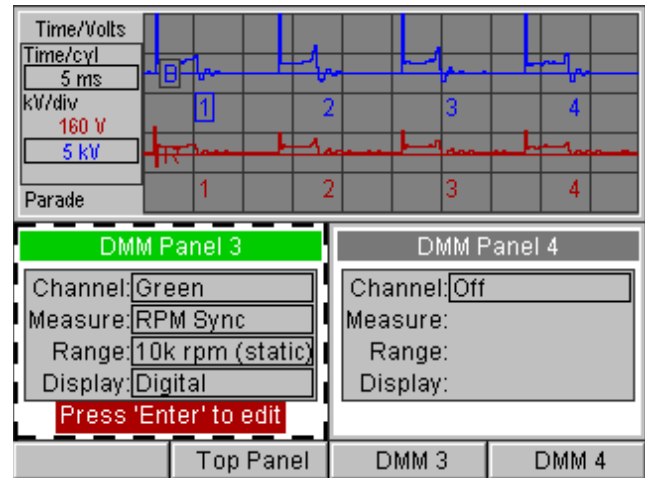 Time/Volts
Time/cyl
5 ms
kV/div
160 V
5 kV
Parade
B
1 2 3 4
R
1 2 3 4
DMM Panel 3
Channel: Green
Measure: RPM Sync
Range: 10k rpm (static)
Display: Digital
Press 'Enter' to edit
DMM Panel 4
Channel: Off
Measure:
Range:
Display:
Top Panel
DMM 3
DMM 4